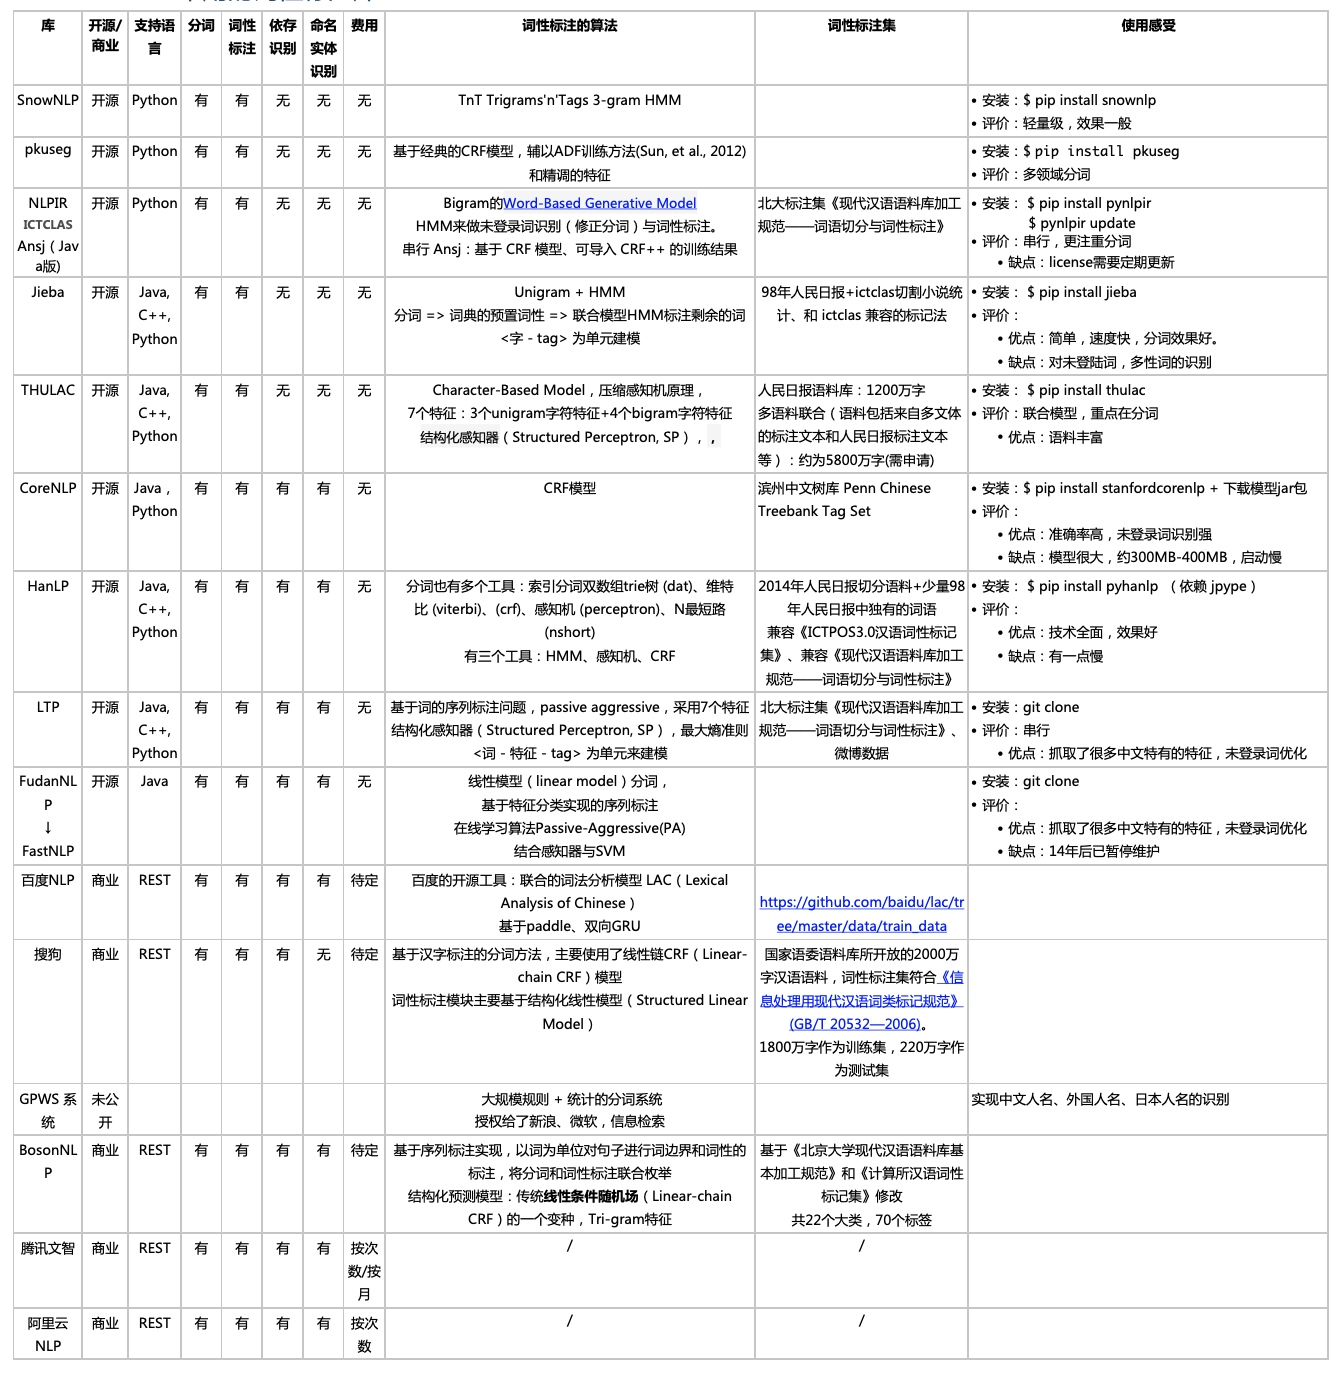 库
开源/
商业
支持语
言
分词
词性
标注
依存
识别
命名
实体
识别
费用
词性标注的算法
词性标注集
使用感受
SnowNLP
开源
Python
有
有
无
无
无
TnT Trigrams'n'Tags 3-gram HMM
• 安装：$ pip install snownlp
• 评价：轻量级，效果一般
pkuseg
开源
Python
有
有
无
无
无
基于经典的CRF模型，辅以ADF训练方法(Sun, et al., 2012)
和精调的特征
• 安装：$ pip install pkuseg
• 评价：多领域分词
NLPIR
ICTCLAS
Ansj（Jav
a版)
开源
Python
有
有
无
无
无
Bigram的Word-Based Generative Model
HMM来做未登录词识别（修正分词）与词性标注。
串行 Ansj：基于 CRF 模型、可导入 CRF++ 的训练结果
北大标注集《现代汉语语料库加工
规范——词语切分与词性标注》
• 安装： $ pip install pynlpir
$ pynlpir update
• 评价：串行，更注重分词
• 缺点：license需要定期更新
Jieba
开源
Java,
C++,
Python
有
有
无
无
无
Unigram + HMM
分词 => 词典的预置词性 => 联合模型HMM标注剩余的词
<字 - tag> 为单元建模
98年人民日报+ictclas切割小说统
计、和 ictclas 兼容的标记法
• 安装： $ pip install jieba
• 评价：
• 优点：简单，速度快，分词效果好。
• 缺点：对未登陆词，多性词的识别
THULAC
开源
Java,
C++,
Python
有
有
无
无
无
Character-Based Model，压缩感知机原理，
7个特征：3个unigram字符特征+4个bigram字符特征
结构化感知器（Structured Perceptron, SP），，
人民日报语料库：1200万字
多语料联合（语料包括来自多文体
的标注文本和人民日报标注文本
等）：约为5800万字(需申请)
• 安装： $ pip install thulac
• 评价：联合模型，重点在分词
• 优点：语料丰富
CoreNLP
开源
Java，
Python
有
有
有
有
无
CRF模型
滨州中文树库 Penn Chinese
Treebank Tag Set
• 安装：$ pip install stanfordcorenlp + 下载模型jar包
• 评价：
• 优点：准确率高，未登录词识别强
• 缺点：模型很大，约300MB-400MB，启动慢
HanLP
开源
Java,
C++,
Python
有
有
有
有
无
分词也有多个工具：索引分词双数组trie树 (dat)、维特
比 (viterbi)、(crf)、感知机 (perceptron)、N最短路
(nshort)
有三个工具：HMM、感知机、CRF
2014年人民日报切分语料+少量98
年人民日报中独有的词语
兼容《ICTPOS3.0汉语词性标记
集》、兼容《现代汉语语料库加工
规范——词语切分与词性标注》
• 安装： $ pip install pyhanlp （依赖 jpype）
• 评价：
• 优点：技术全面，效果好
• 缺点：有一点慢
LTP
开源
Java,
C++,
Python
有
有
有
有
无
基于词的序列标注问题，passive aggressive，采用7个特征
结构化感知器（Structured Perceptron, SP），最大熵准则
<词 - 特征 - tag> 为单元来建模
北大标注集《现代汉语语料库加工
规范——词语切分与词性标注》、
微博数据
• 安装：git clone
• 评价：串行
• 优点：抓取了很多中文特有的特征，未登录词优化
FudanNL
P
↓
FastNLP
开源
Java
有
有
有
有
无
线性模型（linear model）分词，
基于特征分类实现的序列标注
在线学习算法Passive-Aggressive(PA)
结合感知器与SVM
• 安装：git clone
• 评价：
• 优点：抓取了很多中文特有的特征，未登录词优化
• 缺点：14年后已暂停维护
百度NLP
商业
REST
有
有
有
有
待定
百度的开源工具：联合的词法分析模型 LAC（Lexical
Analysis of Chinese）
基于paddle、双向GRU
https://github.com/baidu/lac/tr
ee/master/data/train_data
搜狗
商业
REST
有
有
有
无
待定
基于汉字标注的分词方法，主要使用了线性链CRF（Linear-
chain CRF）模型
词性标注模块主要基于结构化线性模型（Structured Linear
Model）
国家语委语料库所开放的2000万
字汉语语料，词性标注集符合《信
息处理用现代汉语词类标记规范》
(GB/T 20532—2006)。
1800万字作为训练集，220万字作
为测试集
GPWS 系
统
未公
开
大规模规则 + 统计的分词系统
授权给了新浪、微软，信息检索
实现中文人名、外国人名、日本人名的识别
BosonNL
P
商业
REST
有
有
有
有
待定
基于序列标注实现，以词为单位对句子进行词边界和词性的
标注，将分词和词性标注联合枚举
结构化预测模型：传统线性条件随机场（Linear-chain
CRF）的一个变种，Tri-gram特征
基于《北京大学现代汉语语料库基
本加工规范》和《计算所汉语词性
标记集》修改
共22个大类，70个标签
腾讯文智
商业
REST
有
有
有
有
按次
数/按
月
/
/
阿里云
NLP
商业
REST
有
有
有
有
按次
数
/
/